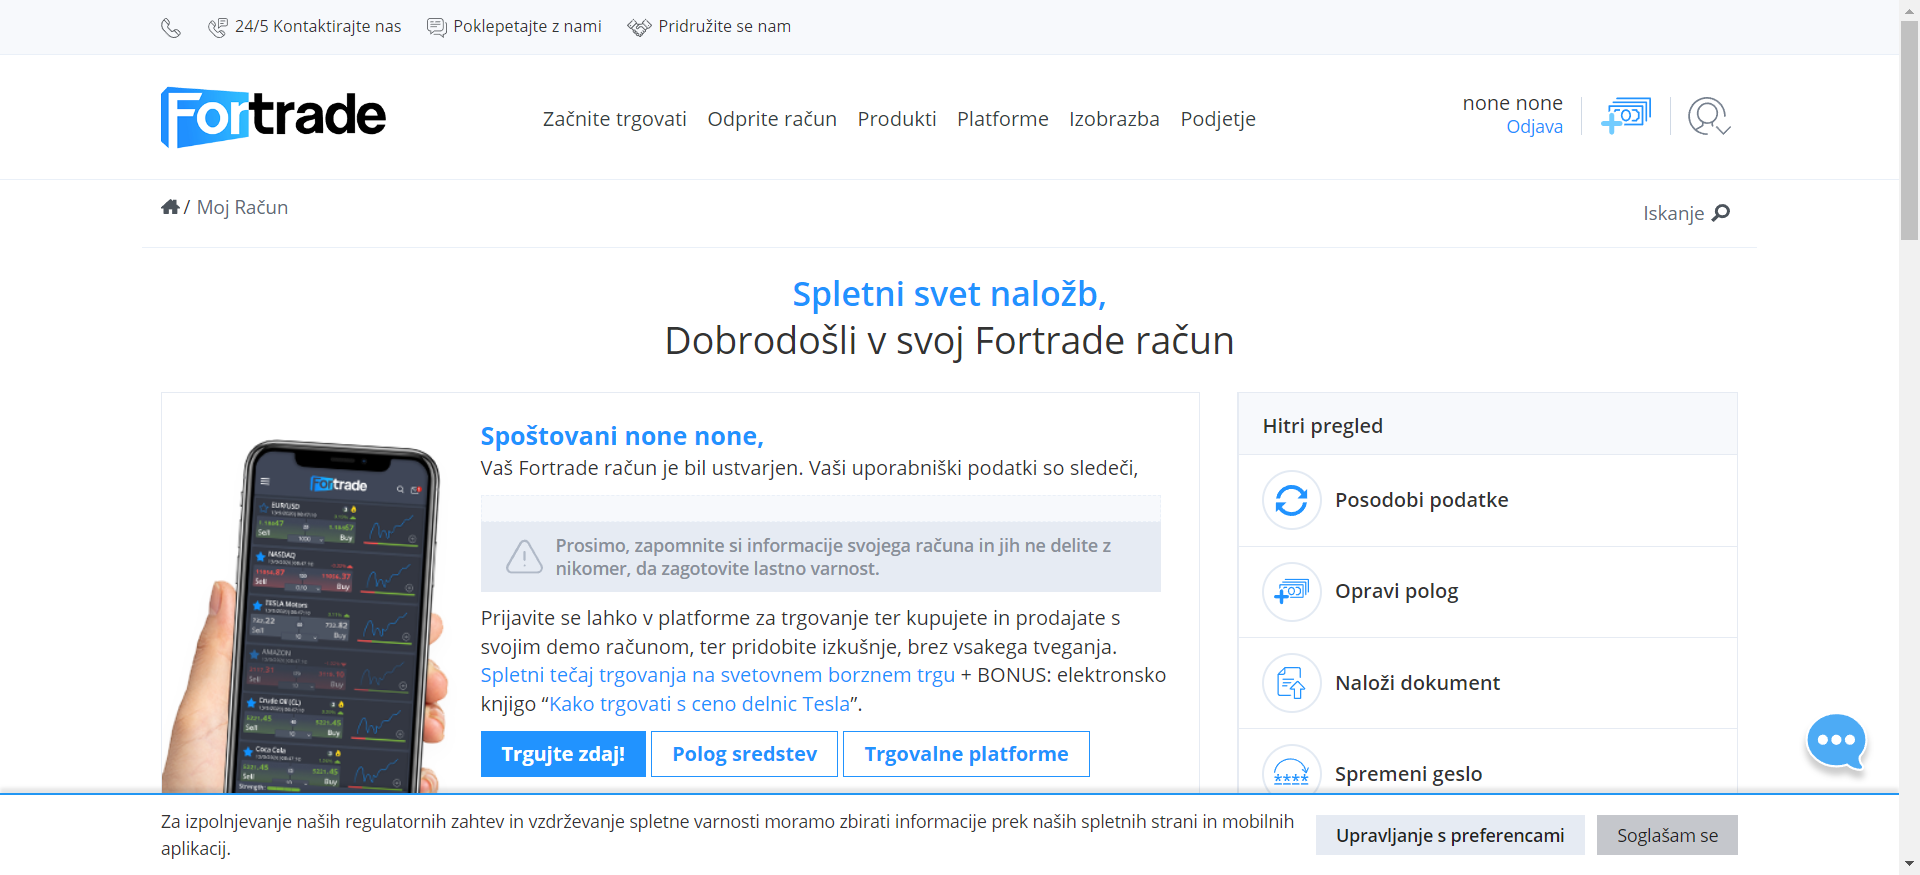 24/5 Kontaktirajte nas
Poklepetajte z nami
Pridružite se nam
Fortrade
Začnite trgovati
Odprite račun
Produkti
Platforme
Izobrazba
Podjetje
none none
Odjava
/ Moj Račun
Iskanje
Spletni svet naložb,
Dobrodošli v svoj Fortrade račun
Spoštovani none none,
Vaš Fortrade račun je bil ustvarjen. Vaši uporabniški podatki so sledeči,
Prosimo, zapomnite si informacije svojega računa in jih ne delite z
nikomer, da zagotovite lastno varnost.
Prijavite se lahko v platforme za trgovanje ter kupujete in prodajate s
svojim demo računom, ter pridobite izkušnje, brez vsakega tveganja.
Spletni tečaj trgovanja na svetovnem borznem trgu + BONUS: elektronsko
knjigo “Kako trgovati s ceno delnic Tesla”.
Trgujte zdaj!
Polog sredstev
Trgovalne platforme
Fortrade
EUR/USD
Sell
Buy
NASDAQ
Sell
Buy
TESLA Motors
Sell
Buy
AMAZON
Sell
Buy
Crude Oil (CL)
Sell
Buy
Coca Cola
Sell
Buy
Hitri pregled
Posodobi podatke
Opravi polog
Naloži dokument
Spremeni geslo
Za izpolnjevanje naših regulatornih zahtev in vzdrževanje spletne varnosti moramo zbirati informacije prek naših spletnih strani in mobilnih
aplikacij.
Upravljanje s preferencami
Soglašam se